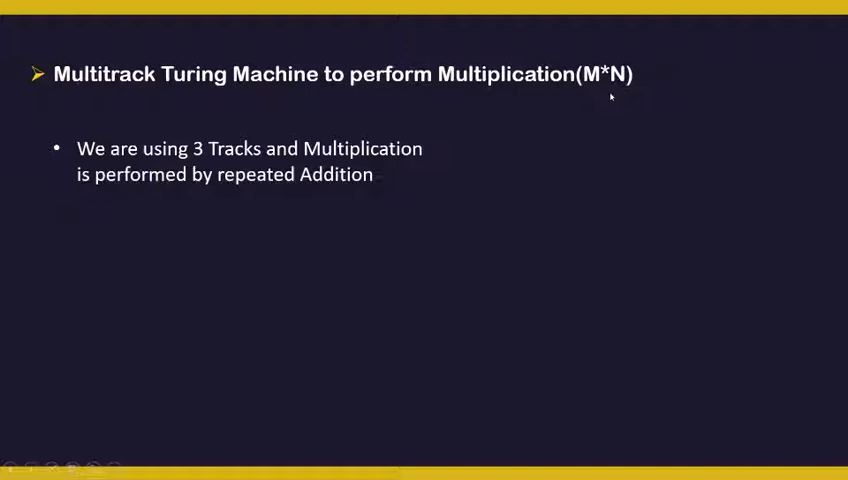 Multitrack Turing Machine to perform Multiplication(M*N)
We are using 3 Tracks and Multiplication
is performed by repeated Addition